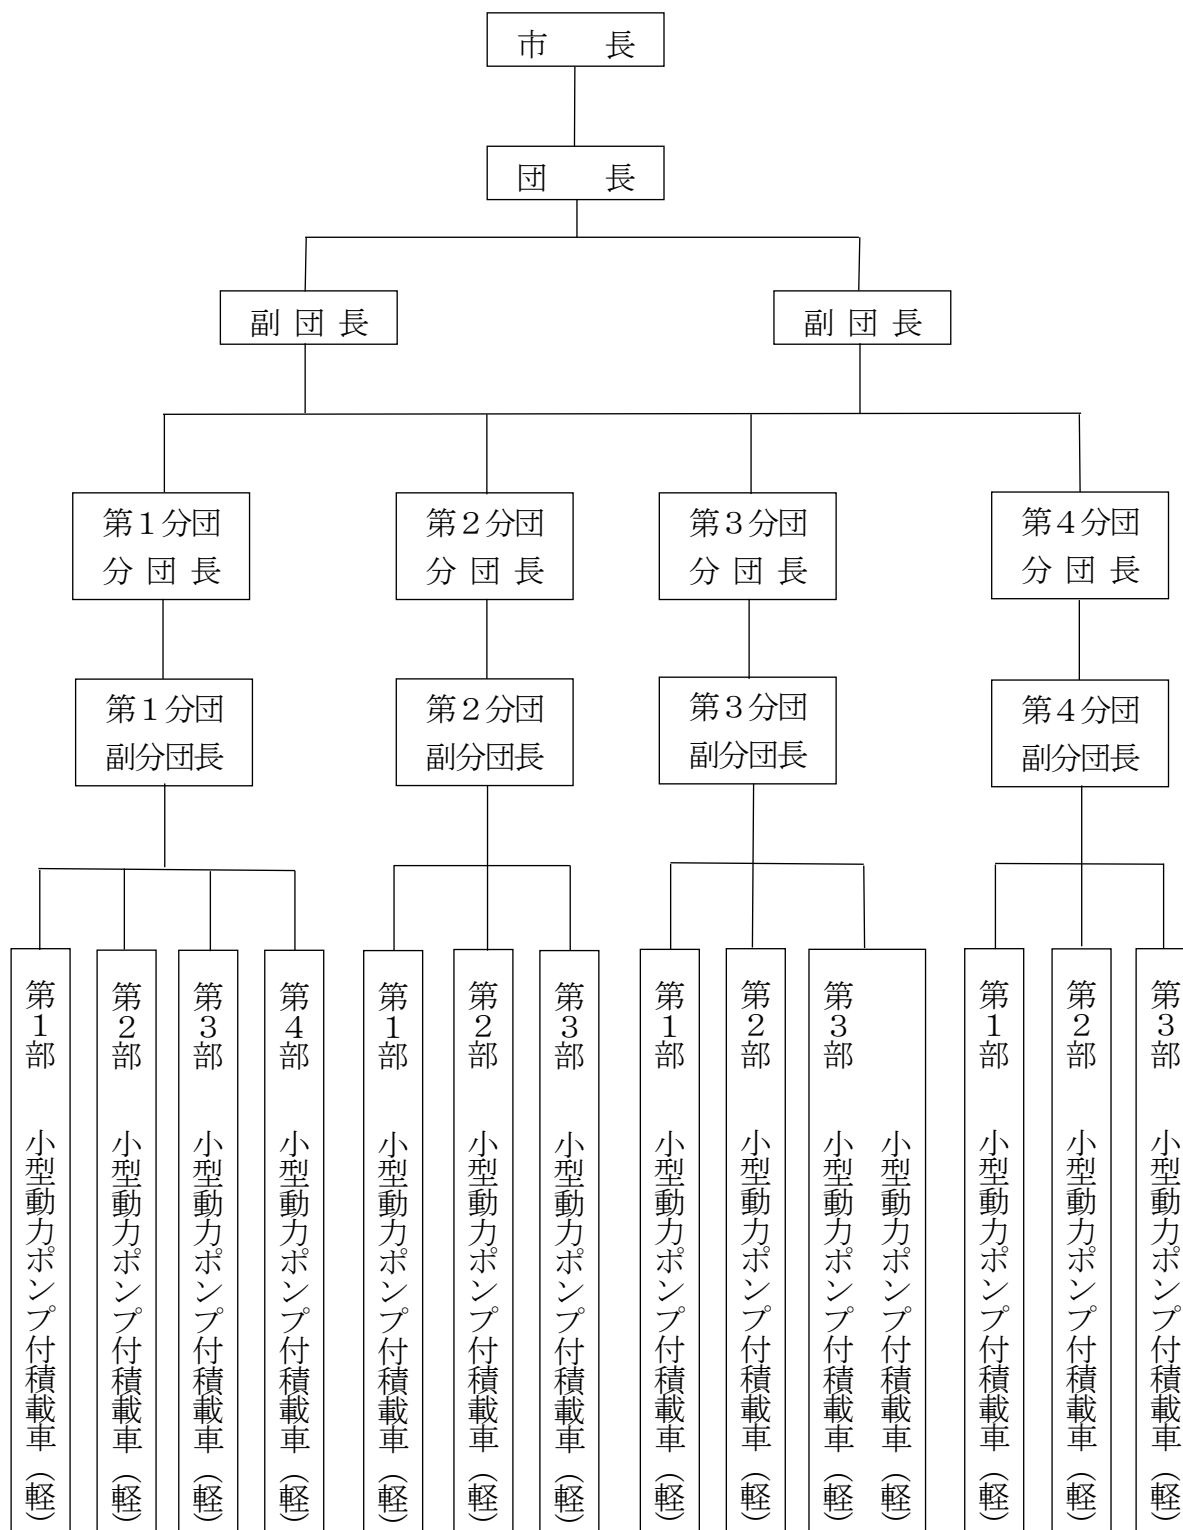 市　長
団　長
副団長
副団長
第１分団
分団長
第２分団
分団長
第３分団
分団長
第４分団
分団長
第１分団
副分団長
第２分団
副分団長
第３分団
副分団長
第４分団
副分団長
第１部　小型動力ポンプ付積載車（軽）
第２部　小型動力ポンプ付積載車（軽）
第３部　小型動力ポンプ付積載車（軽）
第４部　小型動力ポンプ付積載車（軽）
第１部　小型動力ポンプ付積載車（軽）
第２部　小型動力ポンプ付積載車（軽）
第３部　小型動力ポンプ付積載車（軽）
第１部　小型動力ポンプ付積載車（軽）
第２部　小型動力ポンプ付積載車（軽）
第３部　小型動力ポンプ付積載車（軽）
小型動力ポンプ付積載車（軽）
第１部　小型動力ポンプ付積載車（軽）
第２部　小型動力ポンプ付積載車（軽）
第３部　小型動力ポンプ付積載車（軽）